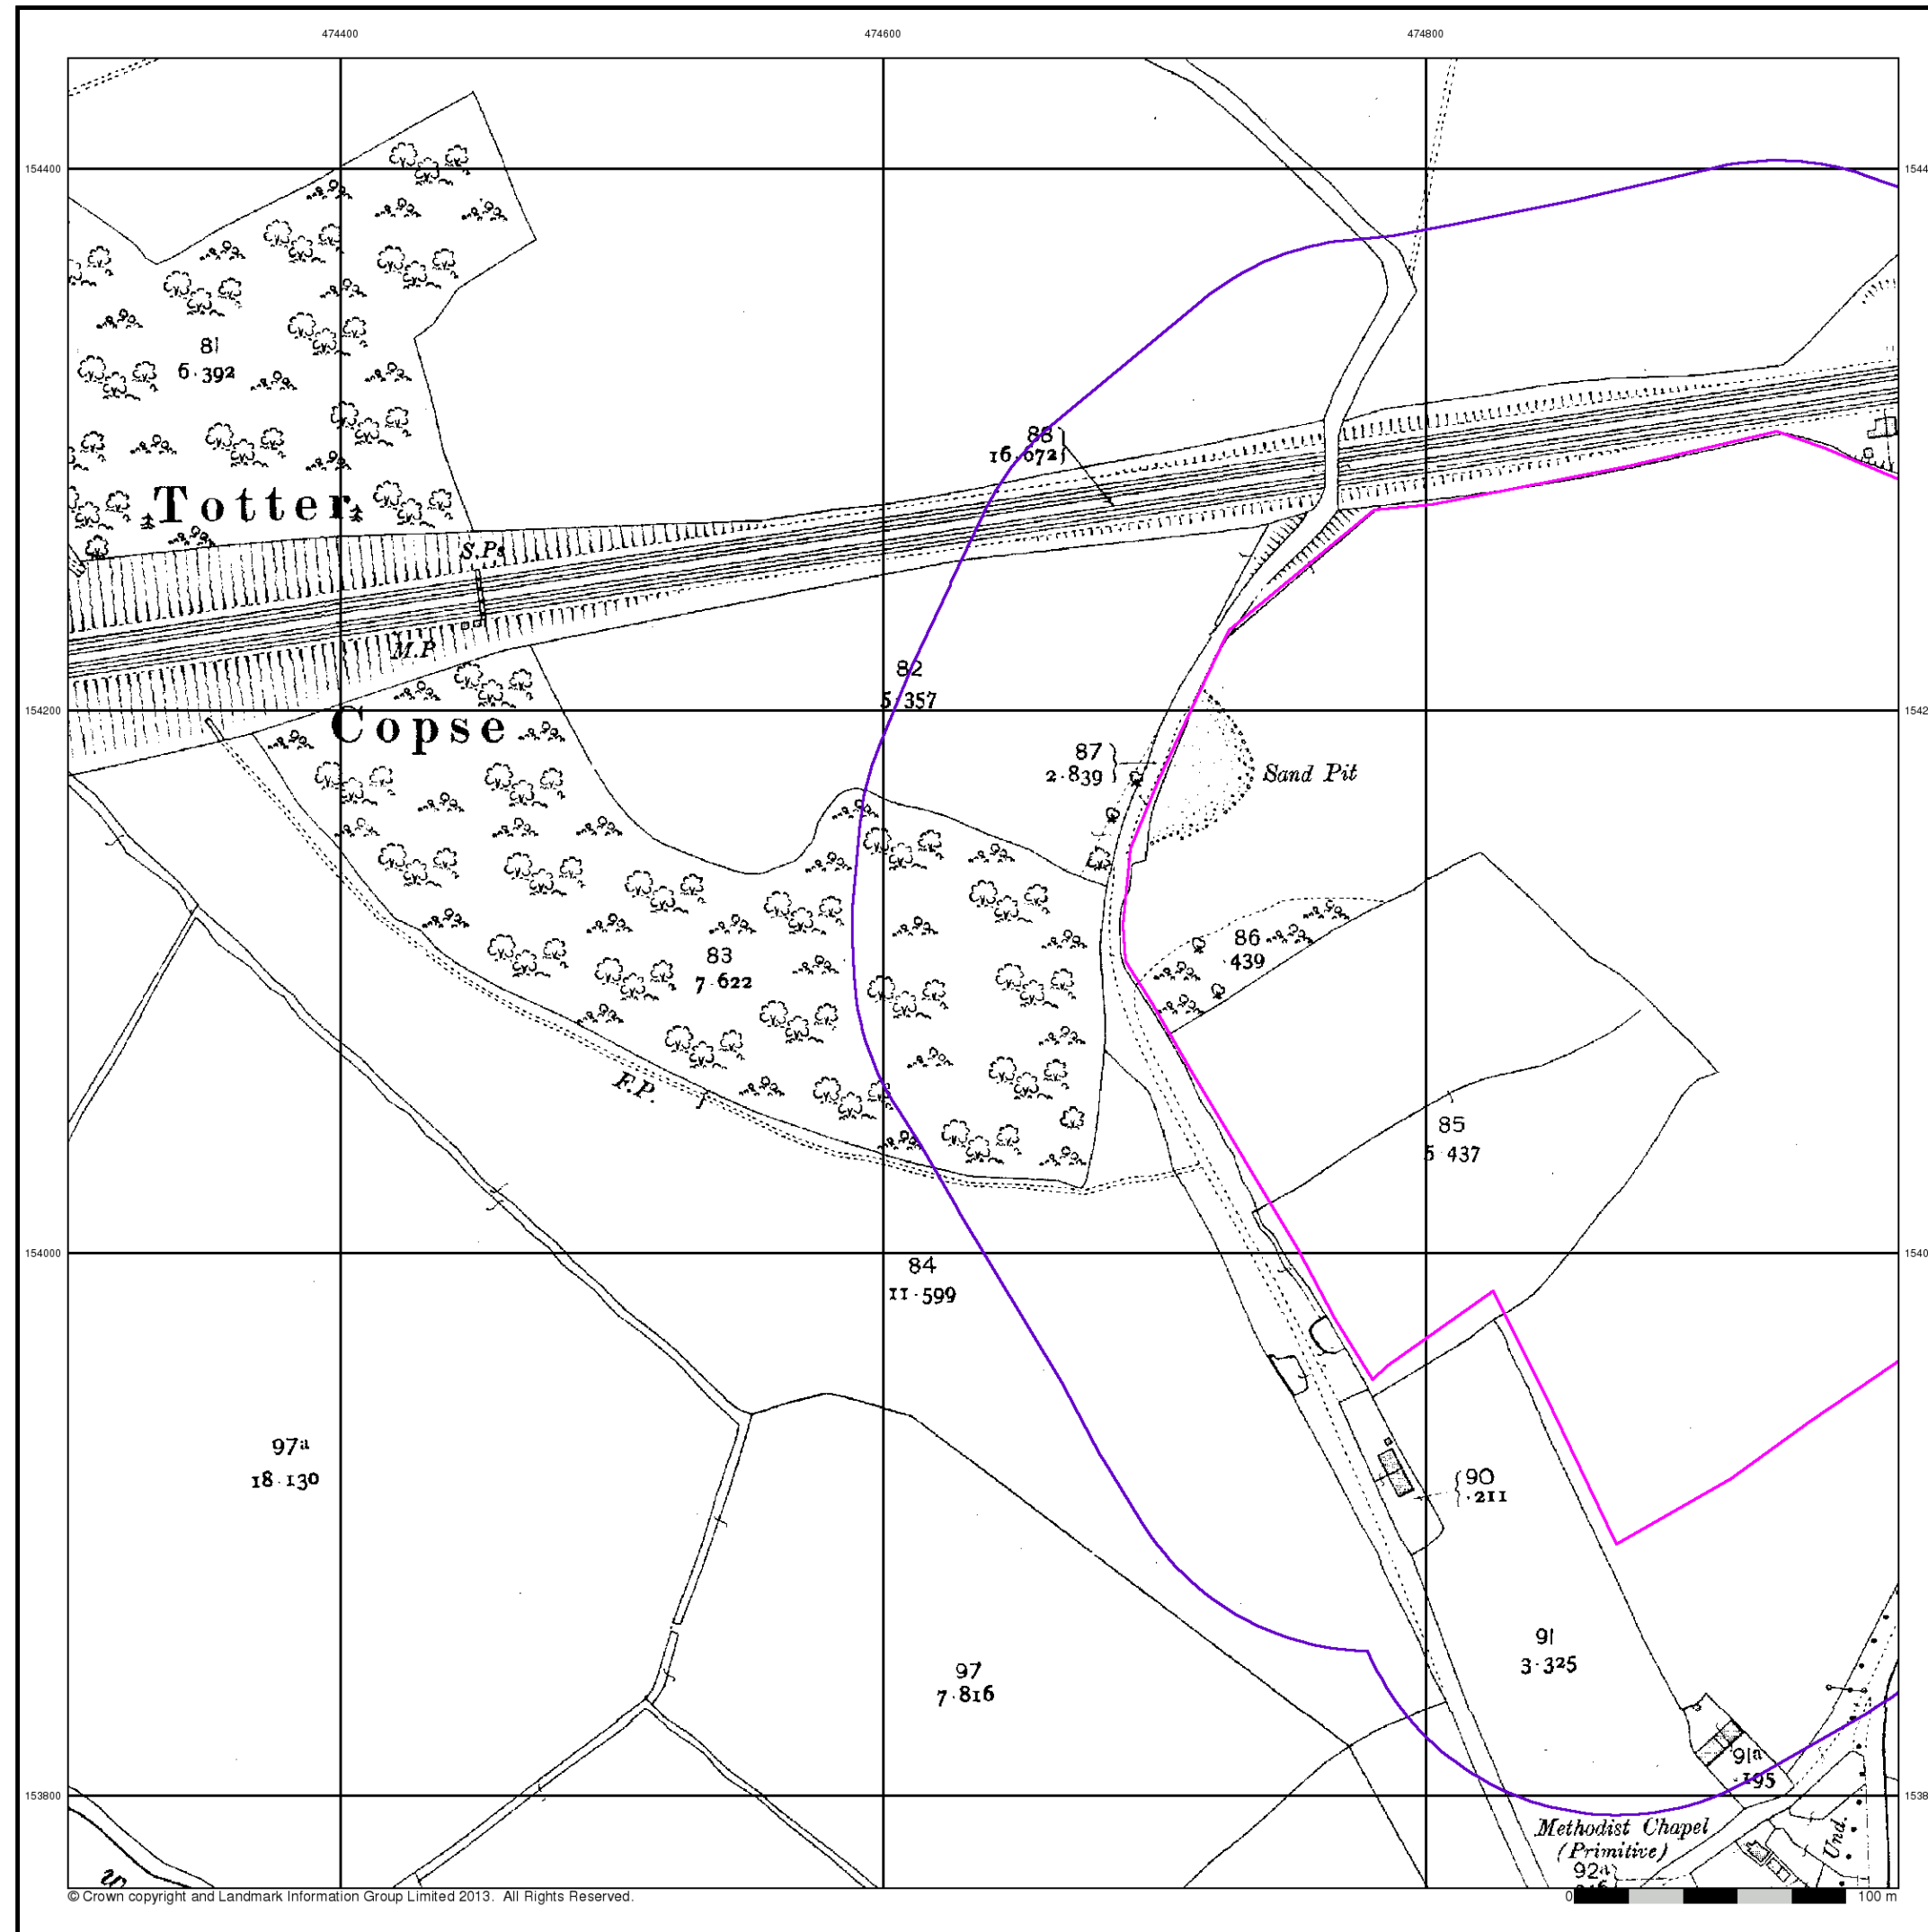 474400 474600 474800
154400
81
6·392
88
16·672
Totter
S.Ps
M.P
82
5·357
154200
Copse
87
2·839
Sand Pit
86
·439
83
7·622
F.P.
85
5·437
154000
84
11·599
97a
18·130
90
·211
91
3·325
97
7·816
91a
·195
153800
Methodist Chapel
(Primitive)
Und.
92a
W
© Crown copyright and Landmark Information Group Limited 2013. All Rights Reserved.
0 100 m